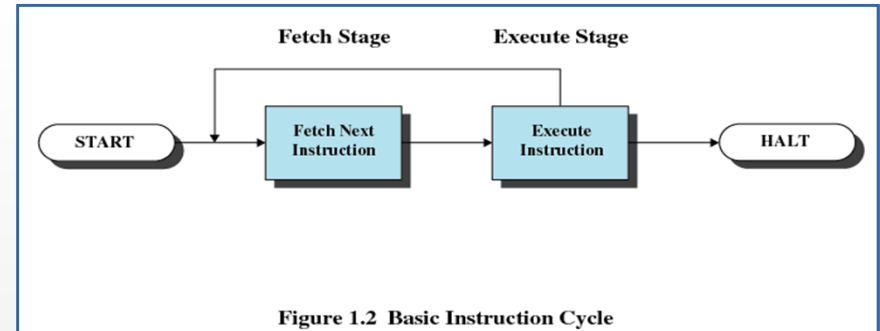 Fetch Stage Execute Stage
START
Fetch Next
Instruction
Execute
Instruction
HALT
Figure 1.2 Basic Instruction Cycle